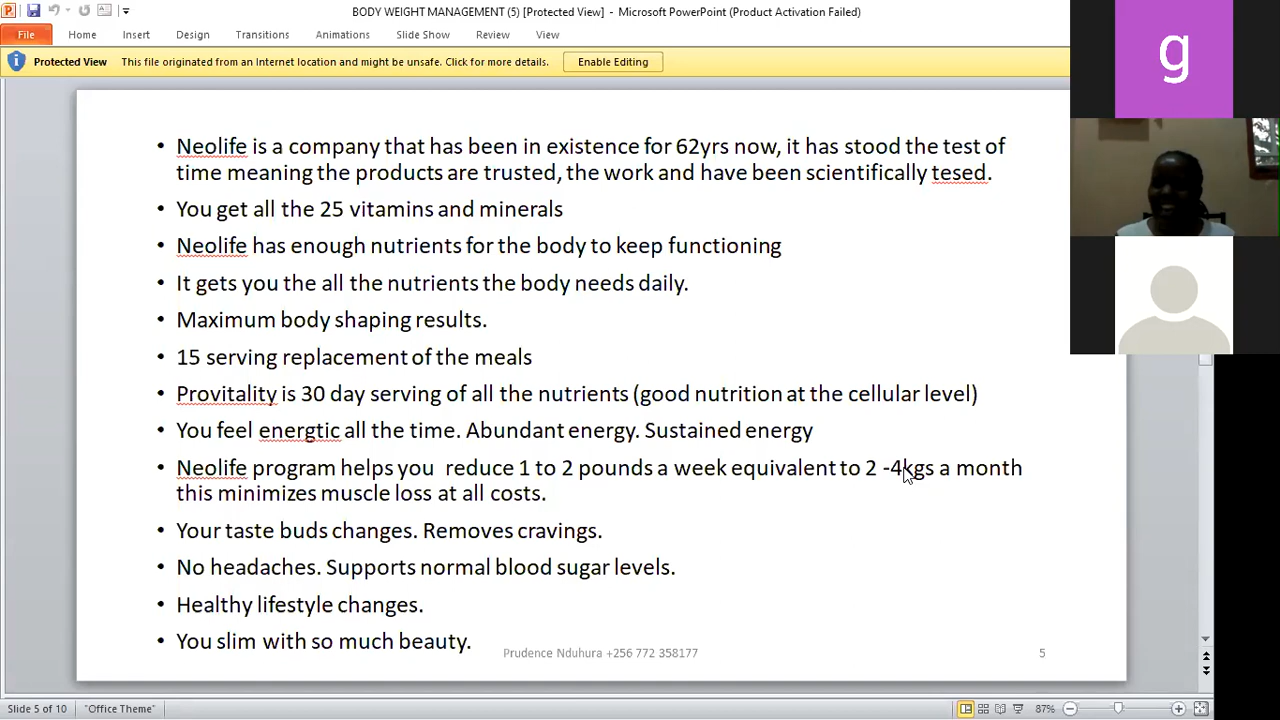 BODY WEIGHT MANAGEMENT (5) [Protected View] - Microsoft PowerPoint (Product Activation Failed)
File Home Insert Design Transitions Animations Slide Show Review View
Protected View This file originated from an Internet location and might be unsafe. Click for more details. Enable Editing
g
• Neolife is a company that has been in existence for 62yrs now, it has stood the test of
time meaning the products are trusted, the work and have been scientifically tesed.
• You get all the 25 vitamins and minerals
• Neolife has enough nutrients for the body to keep functioning
• It gets you the all the nutrients the body needs daily.
• Maximum body shaping results.
• 15 serving replacement of the meals
• Provitality is 30 day serving of all the nutrients (good nutrition at the cellular level)
• You feel energtic all the time. Abundant energy. Sustained energy
• Neolife program helps you reduce 1 to 2 pounds a week equivalent to 2 -4kgs a month
this minimizes muscle loss at all costs.
• Your taste buds changes. Removes cravings.
• No headaches. Supports normal blood sugar levels.
• Healthy lifestyle changes.
• You slim with so much beauty.
Prudence Nduhura +256 772 358177 5
Slide 5 of 10 "Office Theme" 87%